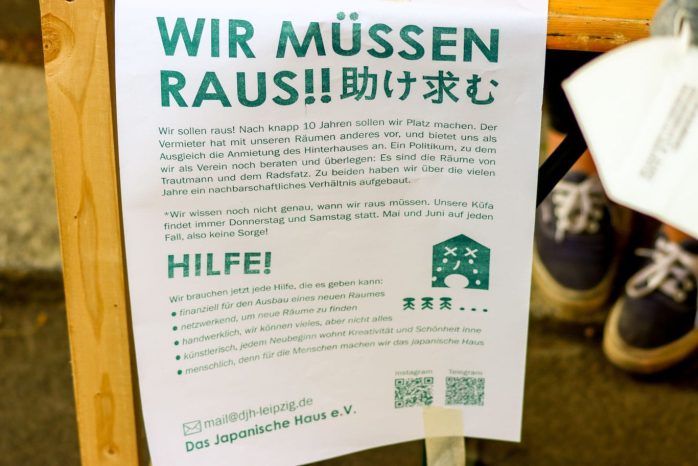 WIR MÜSSEN
RAUS!! 助け求む
Wir sollen raus! Nach knapp 10 Jahren sollen wir Platz machen. Der
Vermieter hat mit unseren Räumen anderes vor, und bietet uns als
Ausgleich die Anmietung des Hinterhauses an. Ein Politikum, zu dem
wir als Verein noch beraten und überlegen: Es sind die Räume von
Trautmann und dem Radsfatz. Zu beiden haben wir über die vielen
Jahre ein nachbarschaftliches Verhältnis aufgebaut.
*Wir wissen noch nicht genau, wann wir raus müssen. Unsere Küfa
findet immer Donnerstag und Samstag statt. Mai und Juni auf jeden
Fall, also keine Sorge!
HILFE!
Wir brauchen jetzt jede Hilfe, die es geben kann:
• finanziell für den Ausbau eines neuen Raumes
• netzwerkend, um neue Räume zu finden
• handwerklich, wir können vieles, aber nicht alles
• künstlerisch, jedem Neubeginn wohnt Kreativität und Schönheit inne
• menschlich, denn für die Menschen machen wir das Japanische Haus
Instagram Telegram
mail@djh-leipzig.de
Das Japanische Haus e.V.